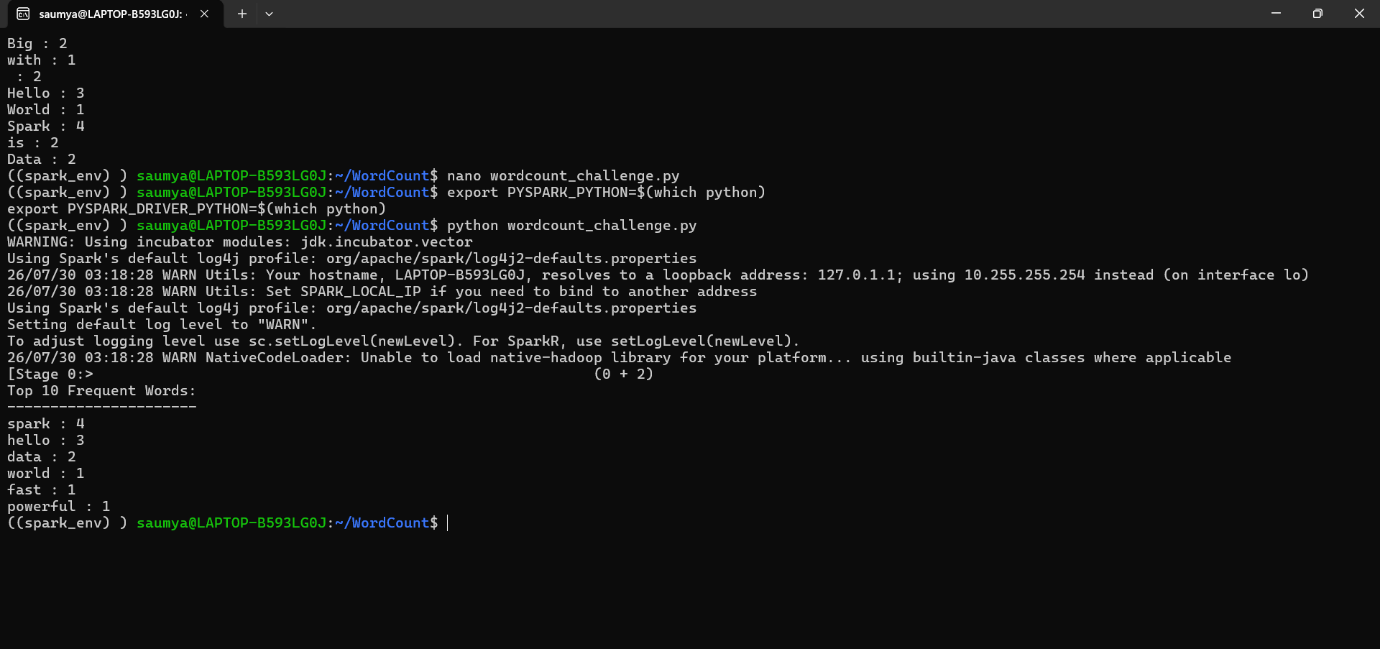 saumya@LAPTOP-B593LG0J: ·
Big : 2
with : 1
 : 2
Hello : 3
World : 1
Spark : 4
is : 2
Data : 2
((spark_env) ) saumya@LAPTOP-B593LG0J:~/WordCount$ nano wordcount_challenge.py
((spark_env) ) saumya@LAPTOP-B593LG0J:~/WordCount$ export PYSPARK_PYTHON=$(which python)
export PYSPARK_DRIVER_PYTHON=$(which python)
((spark_env) ) saumya@LAPTOP-B593LG0J:~/WordCount$ python wordcount_challenge.py
WARNING: Using incubator modules: jdk.incubator.vector
Using Spark's default log4j profile: org/apache/spark/log4j2-defaults.properties
26/07/30 03:18:28 WARN Utils: Your hostname, LAPTOP-B593LG0J, resolves to a loopback address: 127.0.1.1; using 10.255.255.254 instead (on interface lo)
26/07/30 03:18:28 WARN Utils: Set SPARK_LOCAL_IP if you need to bind to another address
Using Spark's default log4j profile: org/apache/spark/log4j2-defaults.properties
Setting default log level to "WARN".
To adjust logging level use sc.setLogLevel(newLevel). For SparkR, use setLogLevel(newLevel).
26/07/30 03:18:28 WARN NativeCodeLoader: Unable to load native-hadoop library for your platform... using builtin-java classes where applicable
[Stage 0:>                                                          (0 + 2)
Top 10 Frequent Words:
----------------------
spark : 4
hello : 3
data : 2
world : 1
fast : 1
powerful : 1
((spark_env) ) saumya@LAPTOP-B593LG0J:~/WordCount$